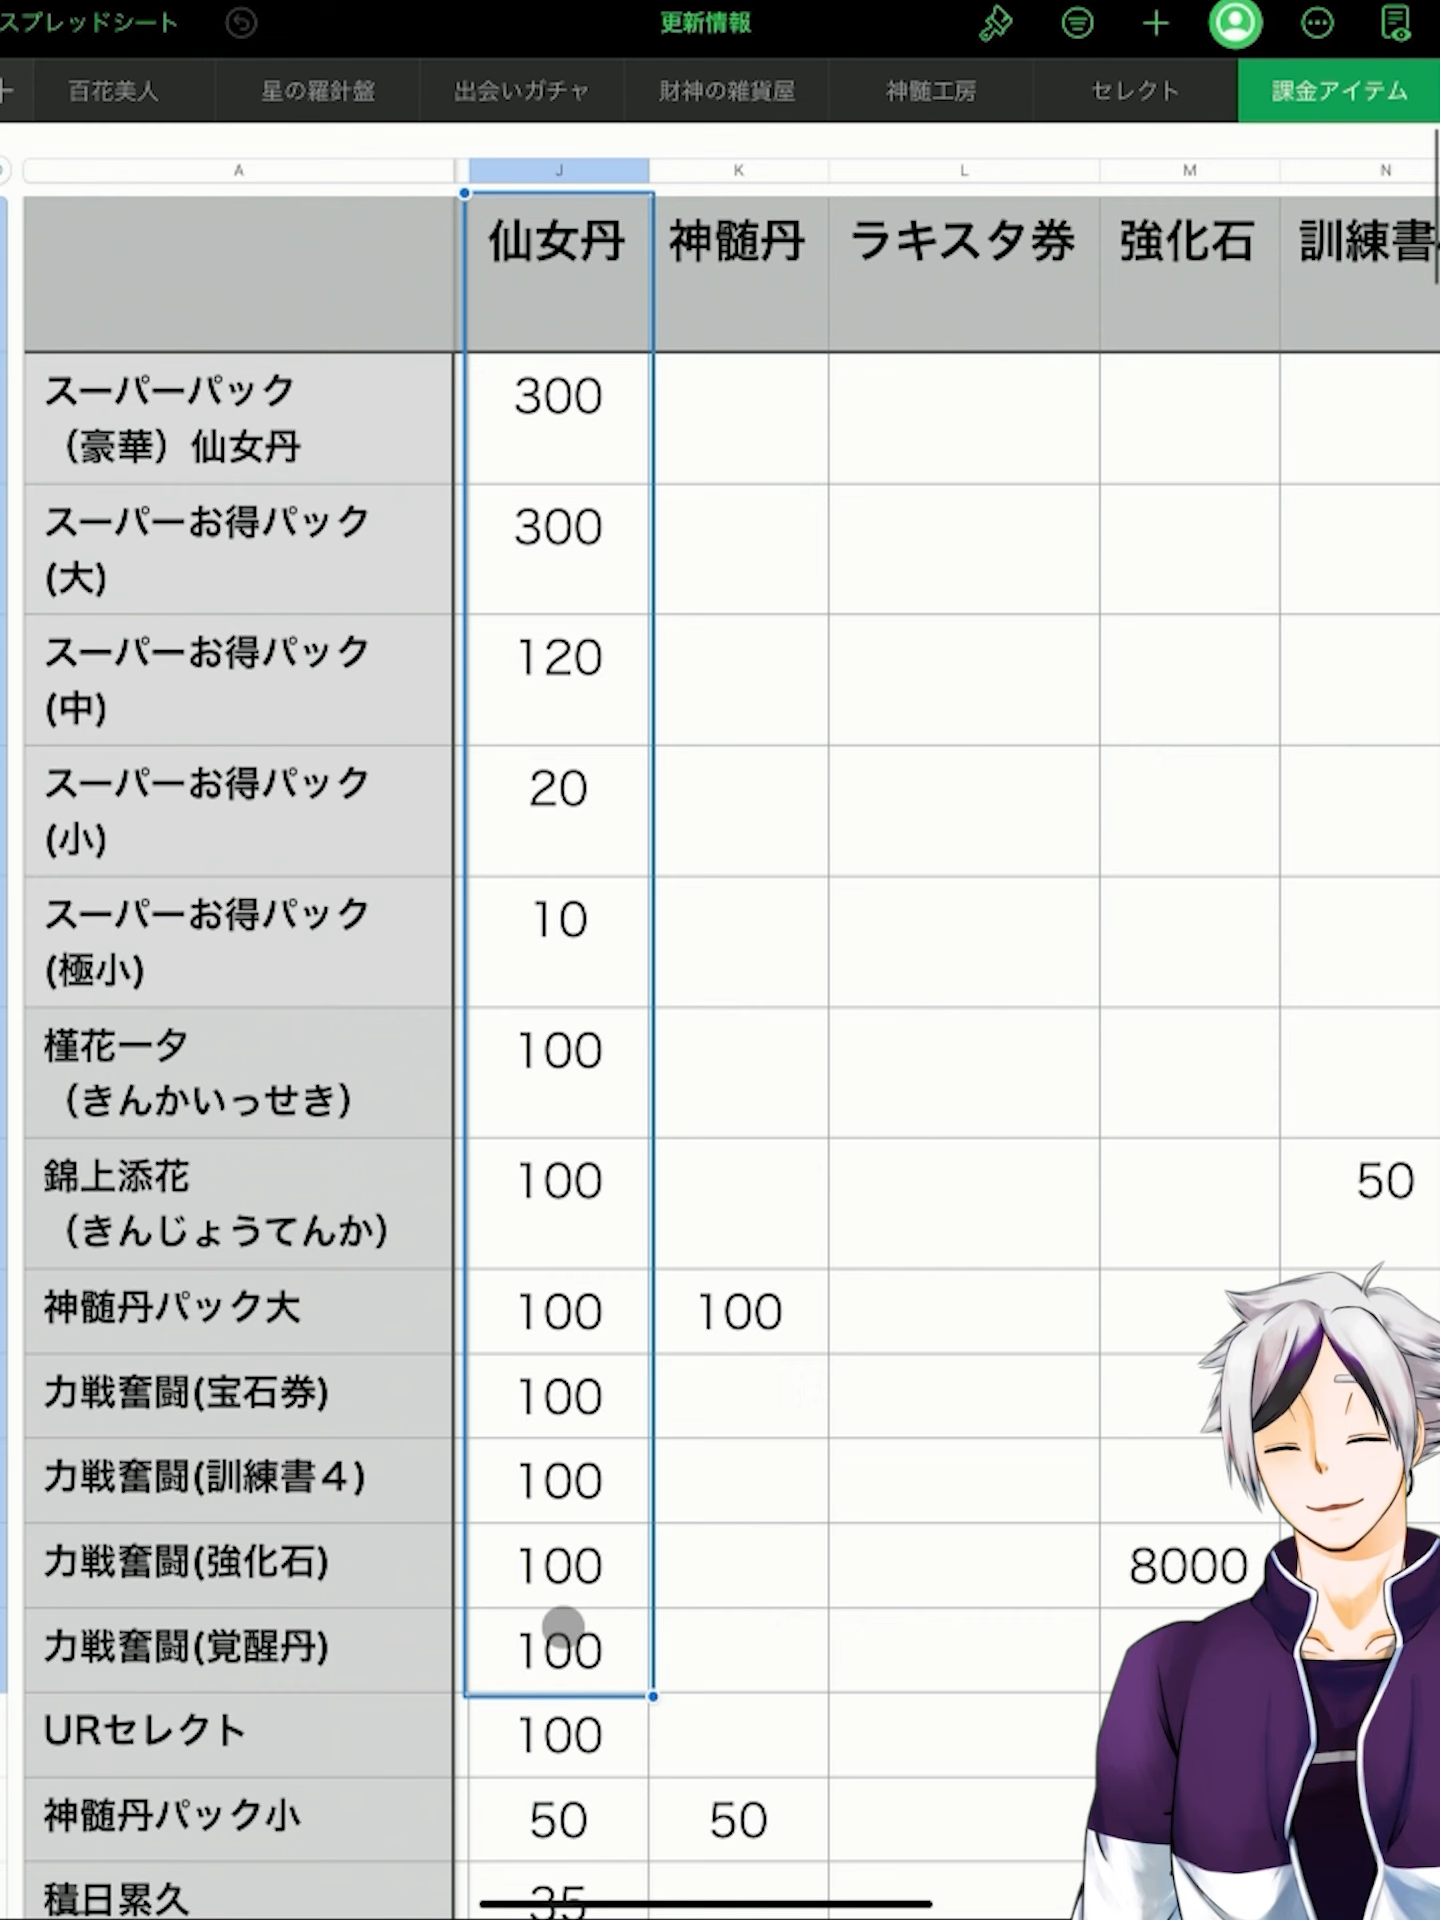 スプレッドシート
更新情報
百花美人 星の羅針盤 出会いガチャ 財神の雑貨屋 神髄工房 セレクト 課金アイテム
A J K L M N
仙女丹 神髄丹 ラキスタ券 強化石 訓練書
スーパーパック
（豪華）仙女丹 300
スーパーお得パック
(大) 300
スーパーお得パック
(中) 120
スーパーお得パック
(小) 20
スーパーお得パック
(極小) 10
槿花一夕
（きんかいっせき） 100
錦上添花
（きんじょうてんか） 100 50
神髄丹パック大 100 100
力戦奮闘(宝石券) 100
力戦奮闘(訓練書４) 100
力戦奮闘(強化石) 100 8000
力戦奮闘(覚醒丹) 100
URセレクト 100
神髄丹パック小 50 50
積日累久 35